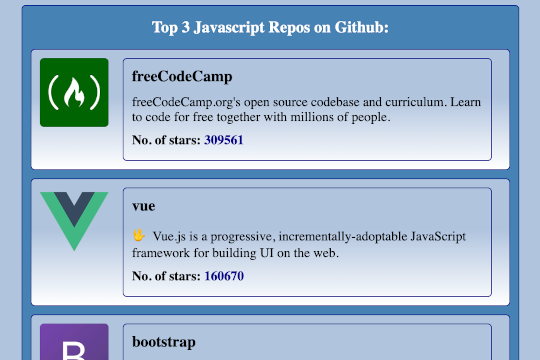 Top 3 Javascript Repos on Github:
freeCodeCamp
freeCodeCamp.org's open source codebase and curriculum. Learn
to code for free together with millions of people.
No. of stars: 309561
vue
🖖 Vue.js is a progressive, incrementally-adoptable JavaScript
framework for building UI on the web.
No. of stars: 160670
B
bootstrap